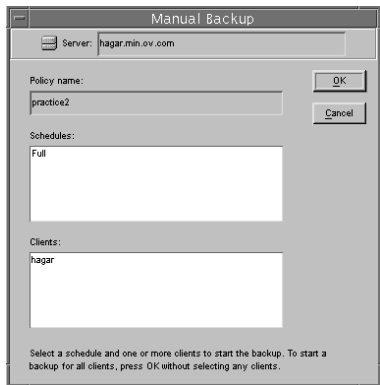 Manual Backup
Server: hagar.min.ov.com
Policy name:
practice2
OK
Cancel
Schedules:
Full
Clients:
hagar
Select a schedule and one or more clients to start the backup. To start a
backup for all clients, press OK without selecting any clients.